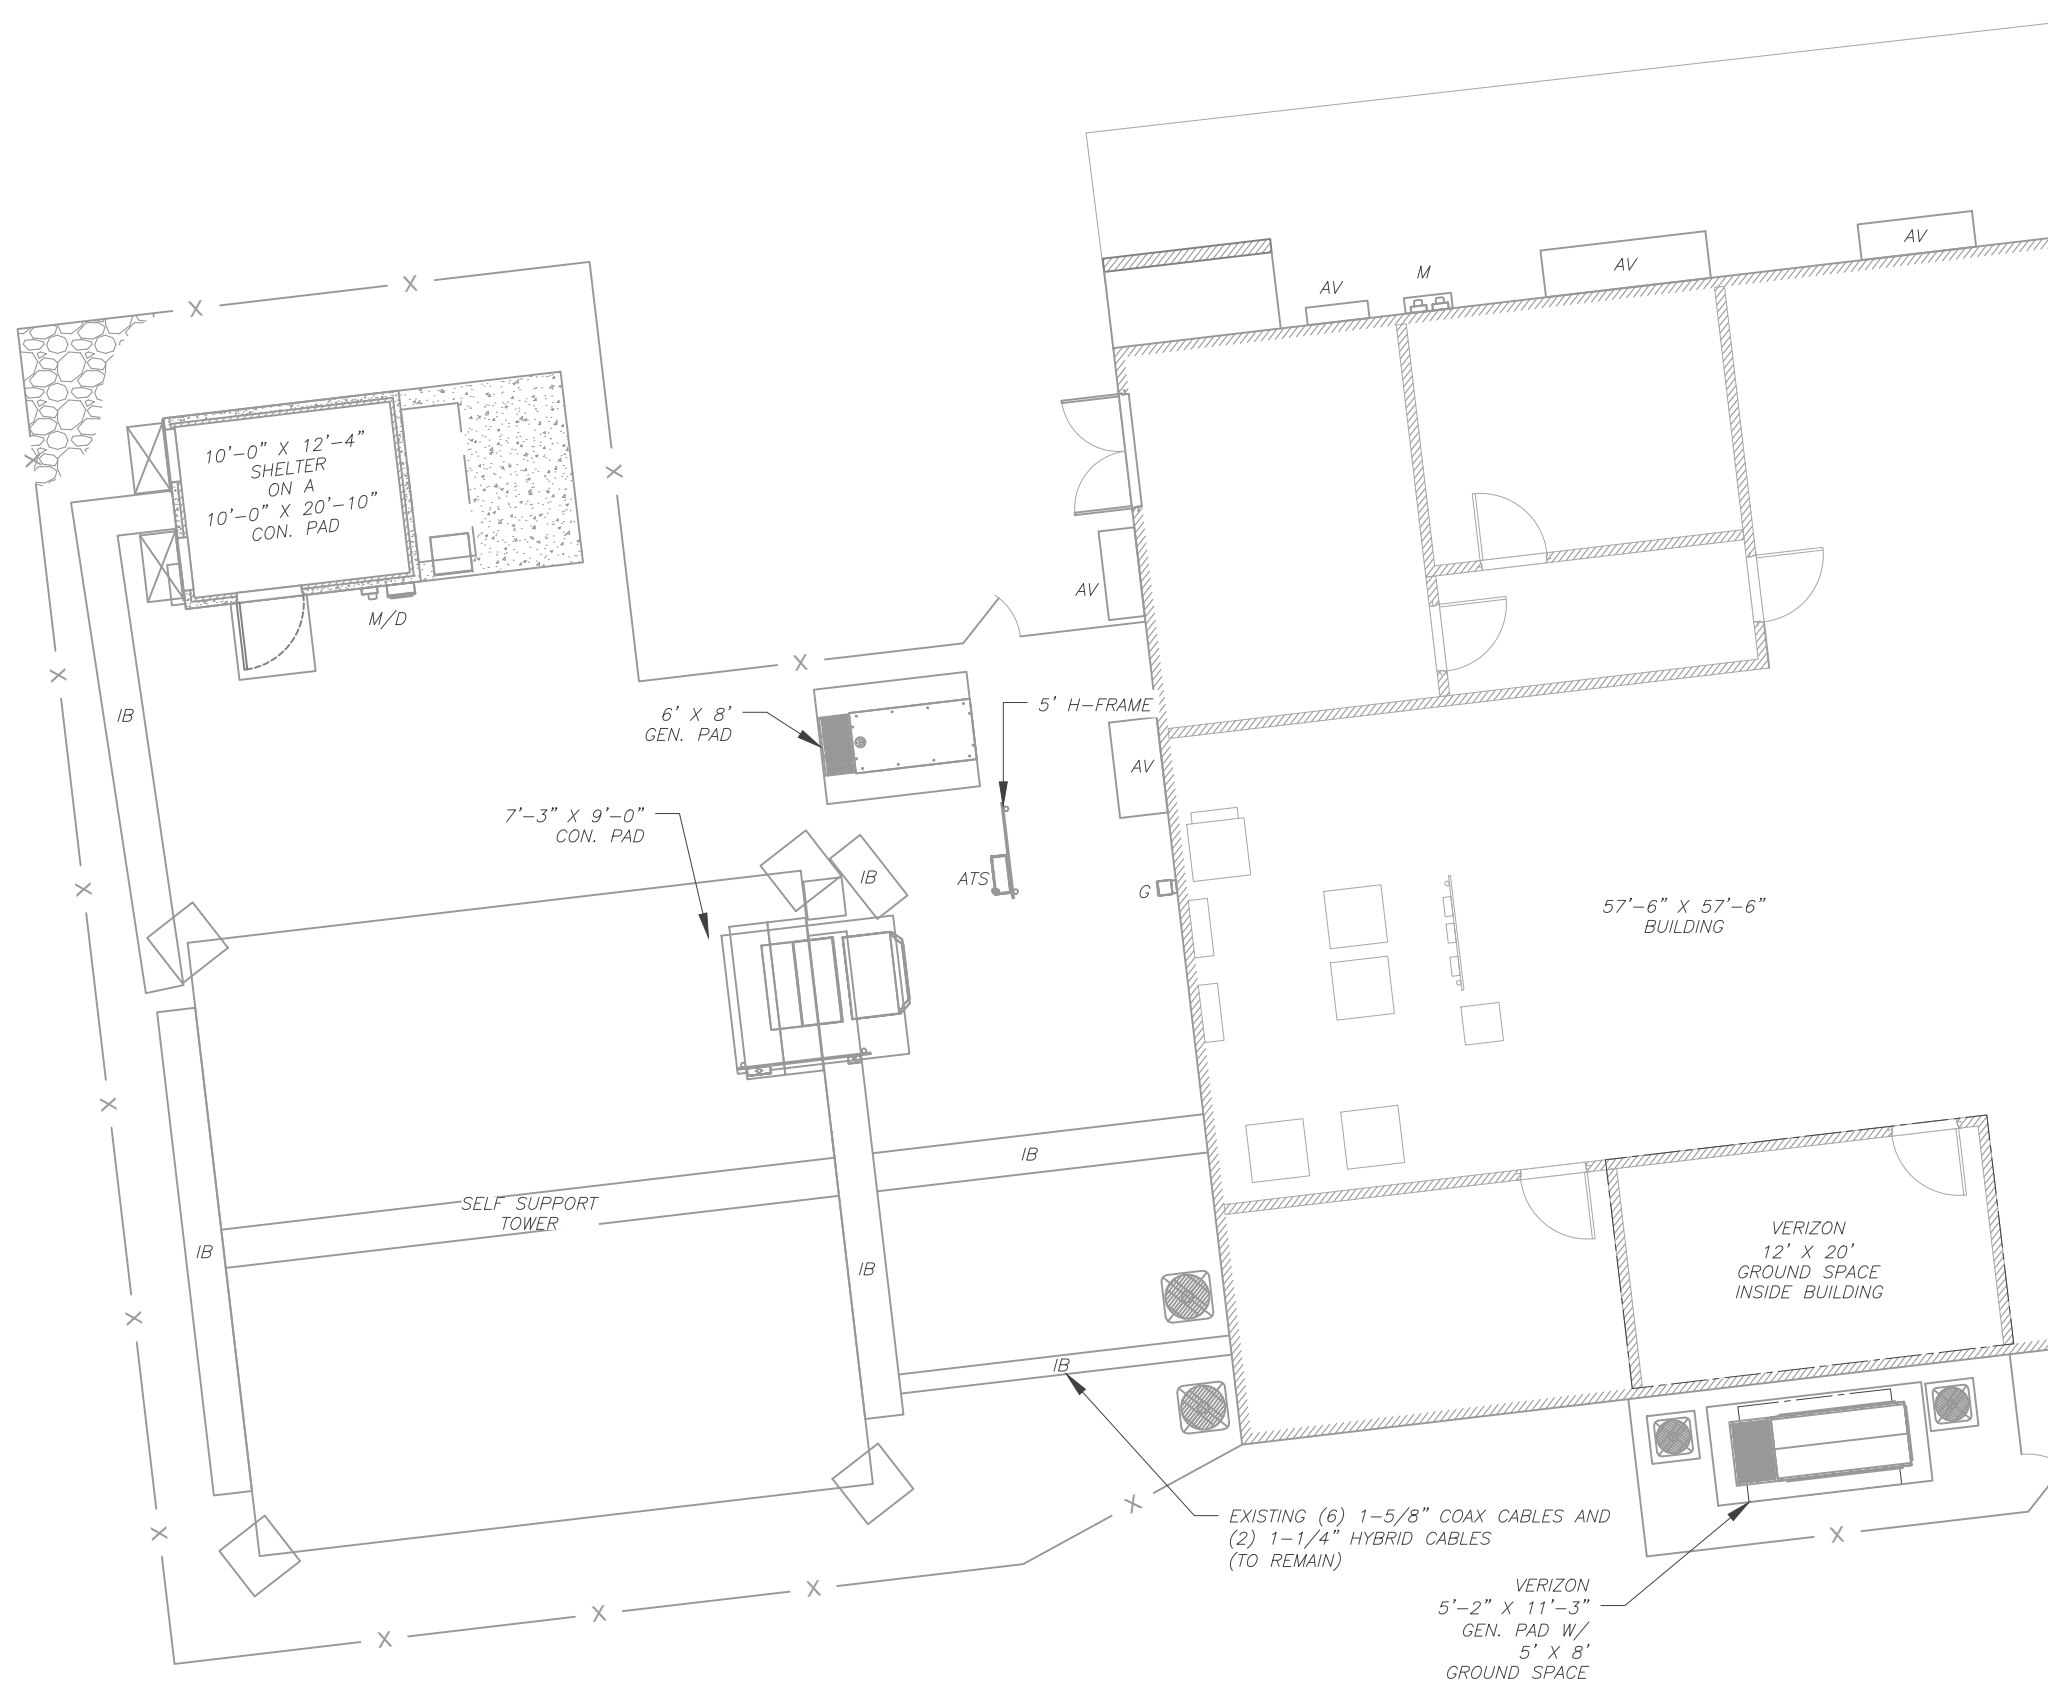 X
X
AV
AV
M
AV
X
X
10'-0" X 12'-4"
SHELTER
ON A
10'-0" X 20'-10"
CON. PAD
M/D
AV
X
X
IB
6' X 8'
GEN. PAD
5' H-FRAME
AV
7'-3" X 9'-0"
CON. PAD
IB
ATS
G
X
57'-6" X 57'-6"
BUILDING
X
IB
SELF SUPPORT
TOWER
IB
IB
VERIZON
12' X 20'
GROUND SPACE
INSIDE BUILDING
X
IB
X
X
EXISTING (6) 1-5/8" COAX CABLES AND
(2) 1-1/4" HYBRID CABLES
(TO REMAIN)
X
X
X
X
VERIZON
5'-2" X 11'-3"
GEN. PAD W/
5' X 8'
GROUND SPACE